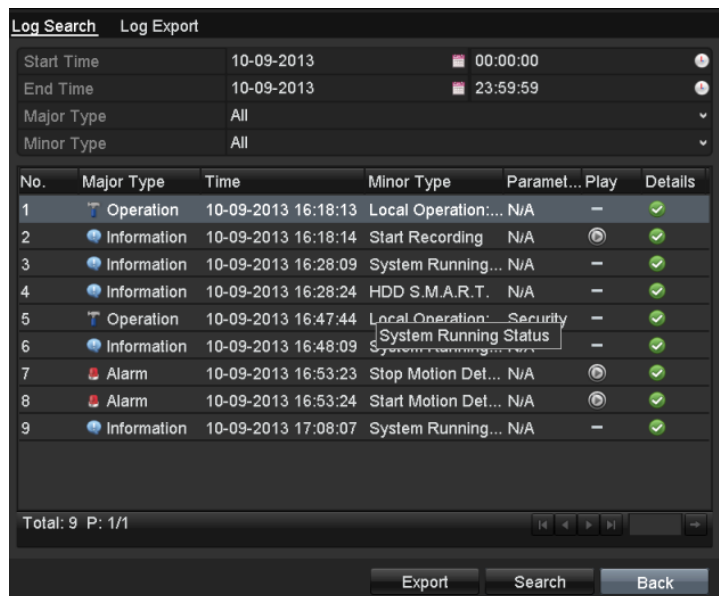 Log Search Log Export
Start Time 10-09-2013 00:00:00
End Time 10-09-2013 23:59:59
Major Type All
Minor Type All
No. Major Type Time Minor Type Paramet... Play Details
1 Operation 10-09-2013 16:18:13 Local Operation:... N/A –
2 Information 10-09-2013 16:18:14 Start Recording N/A
3 Information 10-09-2013 16:28:09 System Running... N/A –
4 Information 10-09-2013 16:28:24 HDD S.M.A.R.T. N/A –
5 Operation 10-09-2013 16:47:44 Local Operation: Security –
System Running Status
6 Information 10-09-2013 16:48:09 System Running... N/A –
7 Alarm 10-09-2013 16:53:23 Stop Motion Det... N/A
8 Alarm 10-09-2013 16:53:24 Start Motion Det... N/A
9 Information 10-09-2013 17:08:07 System Running... N/A –
Total: 9 P: 1/1
Export Search Back